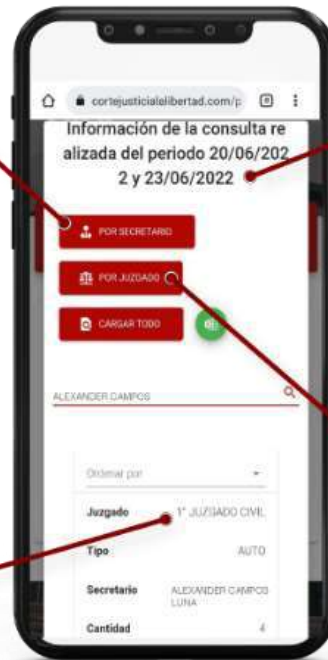 cortejusticialalibertad.com/p
Información de la consulta re
alizada del periodo 20/06/202
2 y 23/06/2022
POR SECRETARIO
POR JUZGADO
CARGAR TODO
ALEXANDER CAMPOS
Ordenar por
Juzgado 1° JUZGADO CIVIL
Tipo AUTO
Secretario ALEXANDER CAMPOS
LUNA
Cantidad 4